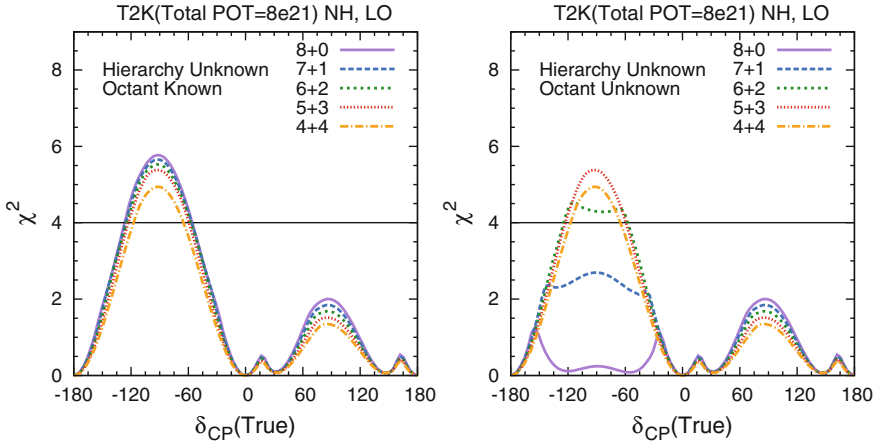 T2K(Total POT=8e21) NH, LO
Hierarchy Unknown
Octant Known
8+0
7+1
6+2
5+3
4+4
χ2
8
6
4
2
0
-180 -120 -60 0 60 120 180
δCP(True)
T2K(Total POT=8e21) NH, LO
Hierarchy Unknown
Octant Unknown
8+0
7+1
6+2
5+3
4+4
χ2
8
6
4
2
0
-180 -120 -60 0 60 120 180
δCP(True)